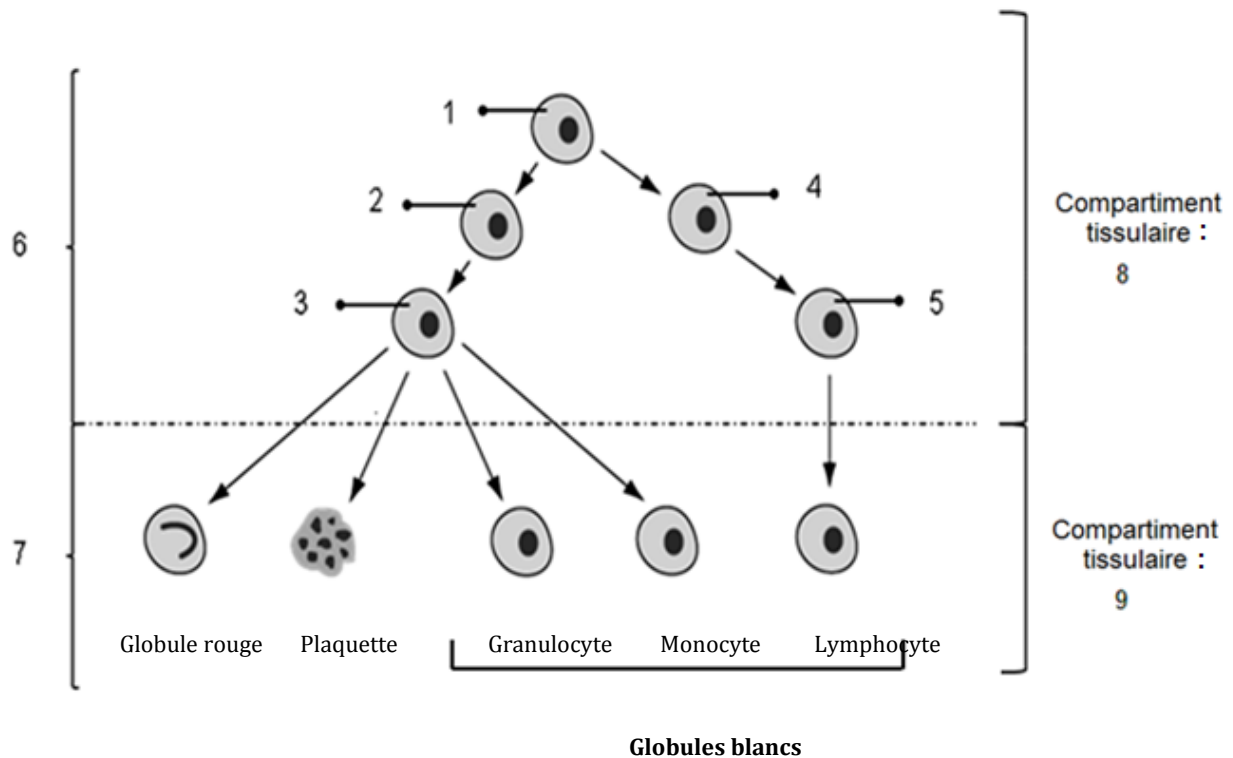 1
2
4
6
3
5
Compartiment
tissulaire :
8
7
Compartiment
tissulaire :
9
Globule rouge
Plaquette
Granulocyte
Monocyte
Lymphocyte
Globules blancs